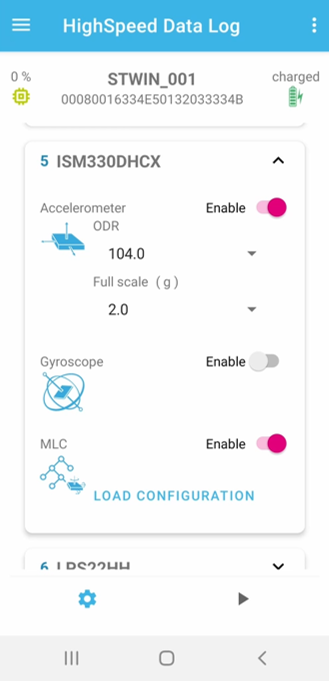 HighSpeed Data Log
0 %
STWIN_001
charged
00080016334E50132033334B
5 ISM330DHCX
Accelerometer
Enable
ODR
104.0
Full scale ( g )
2.0
Gyroscope
Enable
MLC
Enable
LOAD CONFIGURATION
6 LPS22HH